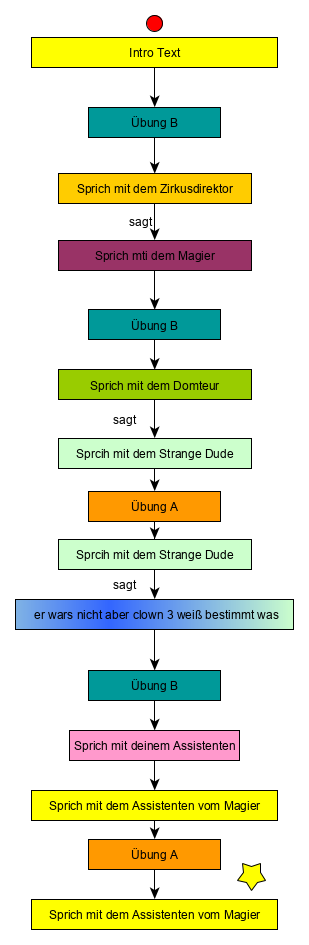 Intro Text
Übung B
Sprich mit dem Zirkusdirektor
sagt
Sprich mti dem Magier
Übung B
Sprich mit dem Domteur
sagt
Sprcih mit dem Strange Dude
Übung A
Sprcih mit dem Strange Dude
sagt
er wars nicht aber clown 3 weiß bestimmt was
Übung B
Sprich mit deinem Assistenten
Sprich mit dem Assistenten vom Magier
Übung A
Sprich mit dem Assistenten vom Magier